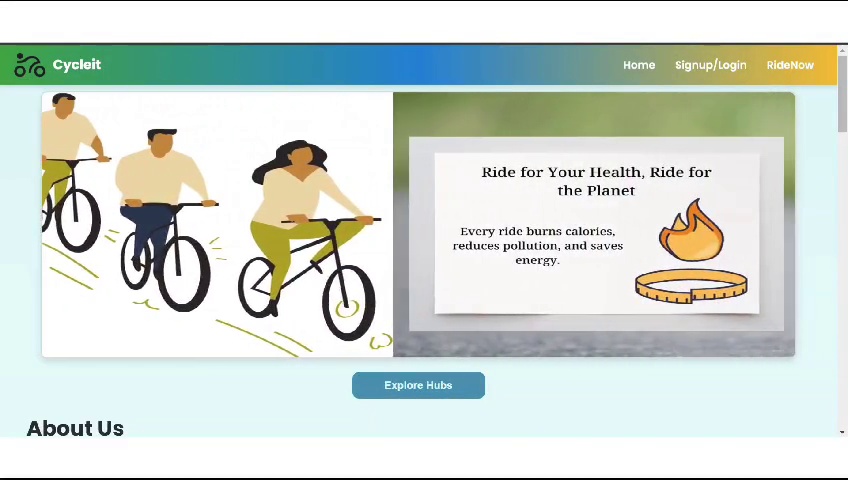 Cycleit
Home Signup/Login RideNow
Ride for Your Health, Ride for
the Planet
Every ride burns calories,
reduces pollution, and saves
energy.
Explore Hubs
About Us